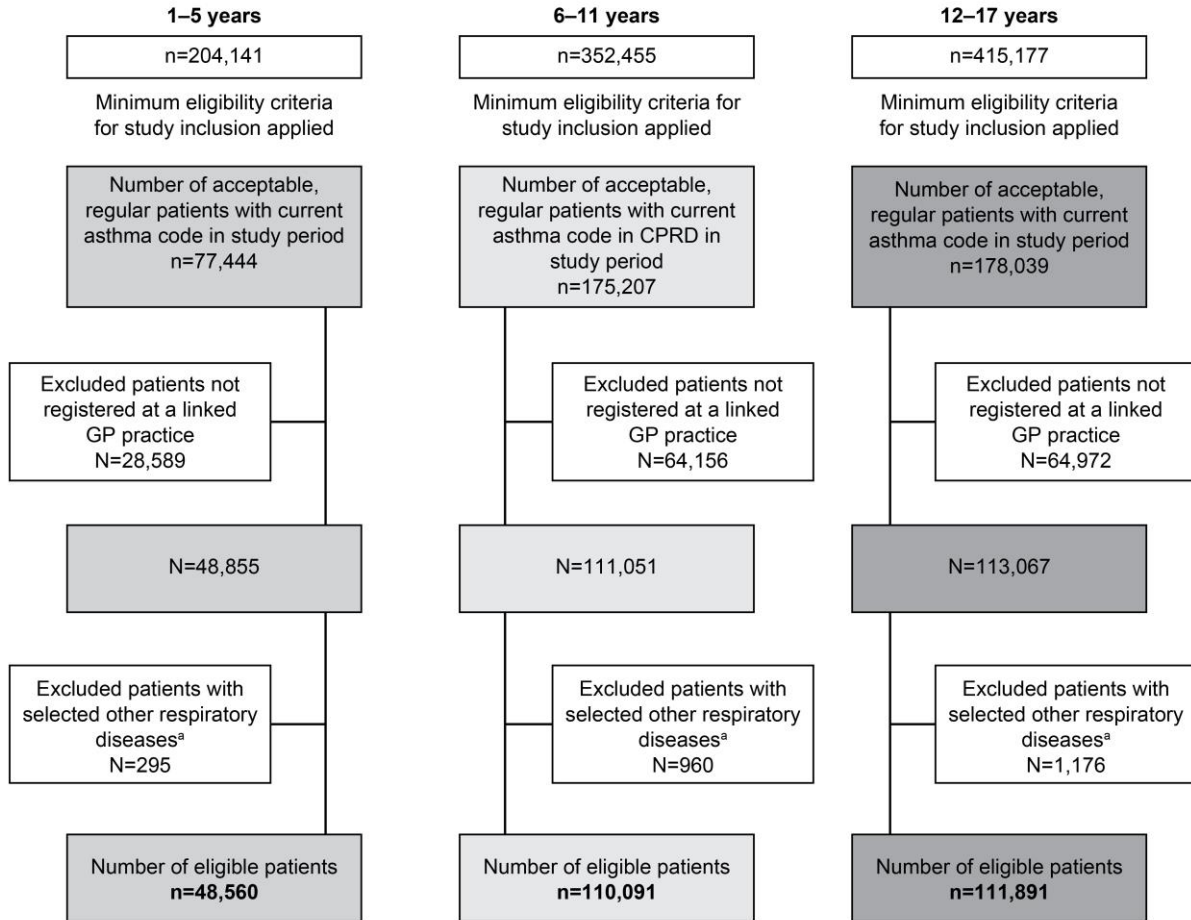 1–5 years
n=204,141
Minimum eligibility criteria
for study inclusion applied
Number of acceptable,
regular patients with current
asthma code in study period
n=77,444
Excluded patients not
registered at a linked
GP practice
N=28,589
N=48,855
Excluded patients with
selected other respiratory
diseasesᵃ
N=295
Number of eligible patients
n=48,560
6–11 years
n=352,455
Minimum eligibility criteria for
study inclusion applied
Number of acceptable,
regular patients with current
asthma code in CPRD in
study period
n=175,207
Excluded patients not
registered at a linked
GP practice
N=64,156
N=111,051
Excluded patients with
selected other respiratory
diseasesᵃ
N=960
Number of eligible patients
n=110,091
12–17 years
n=415,177
Minimum eligibility criteria
for study inclusion applied
Number of acceptable,
regular patients with current
asthma code in study period
n=178,039
Excluded patients not
registered at a linked
GP practice
N=64,972
N=113,067
Excluded patients with
selected other respiratory
diseasesᵃ
N=1,176
Number of eligible patients
n=111,891